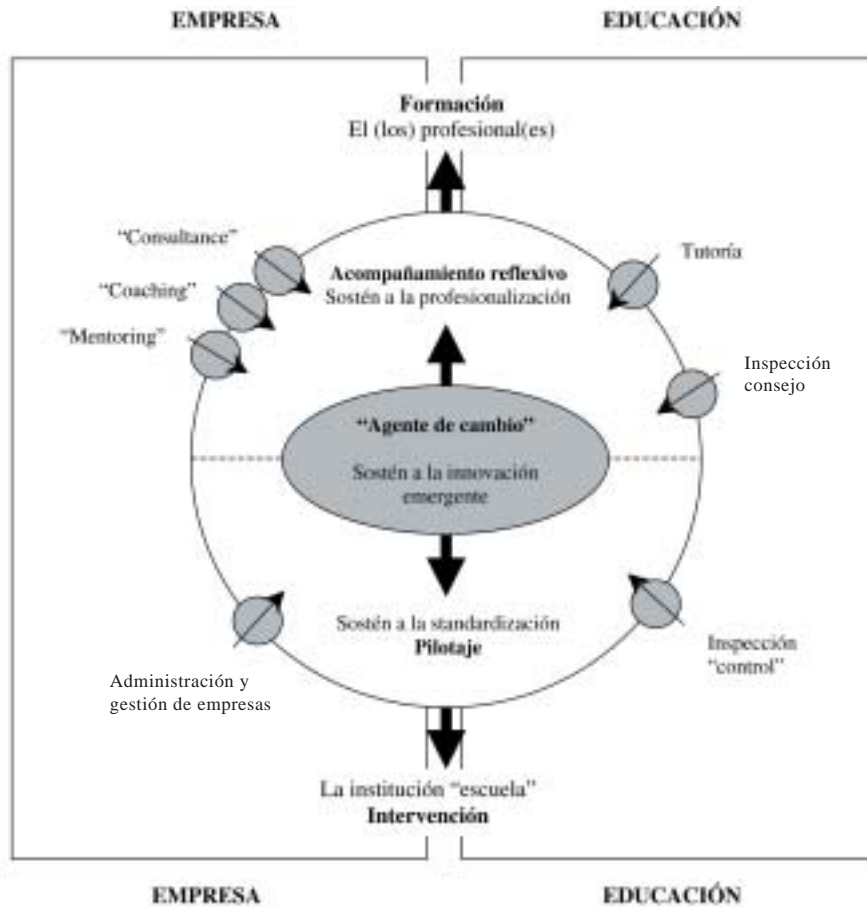 EMPRESA
EDUCACIÓN
Formación
El (los) profesional(es)
“Consultance”
“Coaching”
“Mentoring”
Acompañamiento reflexivo
Sostén a la profesionalización
Tutoría
Inspección
consejo
“Agente de cambio”
Sostén a la innovación
emergente
Sostén a la standardización
Pilotaje
Administración y
gestión de empresas
Inspección
“control”
La institución “escuela”
Intervención
EMPRESA
EDUCACIÓN